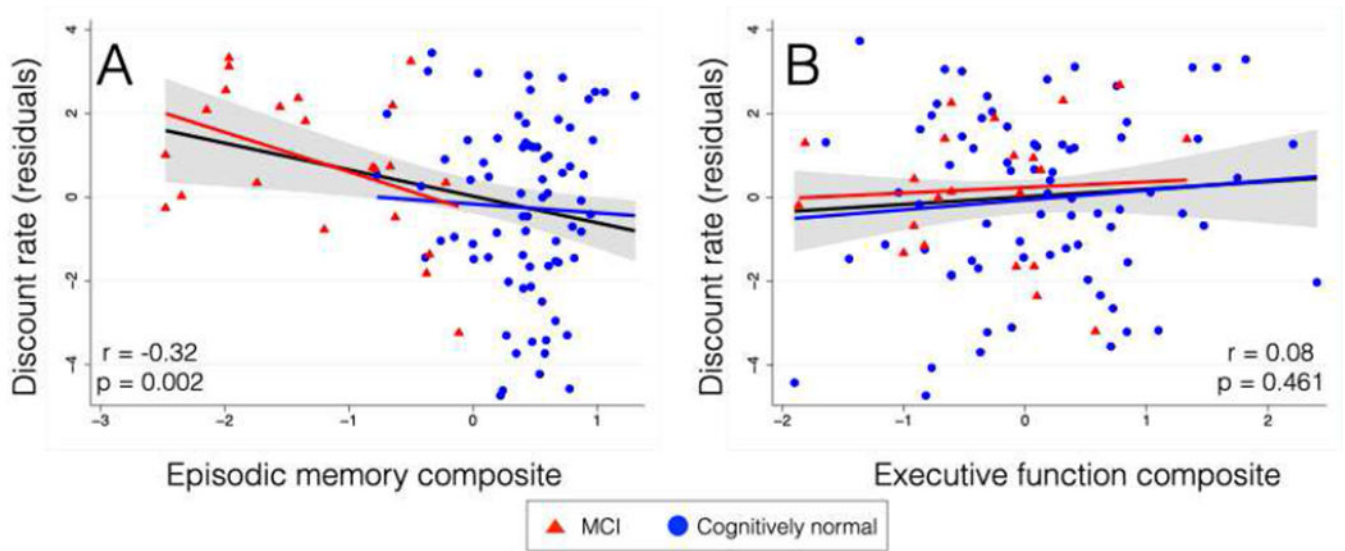 A
Discount rate (residuals)
4
2
0
-2
-4
r = -0.32
p = 0.002
-3 -2 -1 0 1
Episodic memory composite
B
Discount rate (residuals)
4
2
0
-2
-4
r = 0.08
p = 0.461
-2 -1 0 1 2
Executive function composite
MCI Cognitively normal